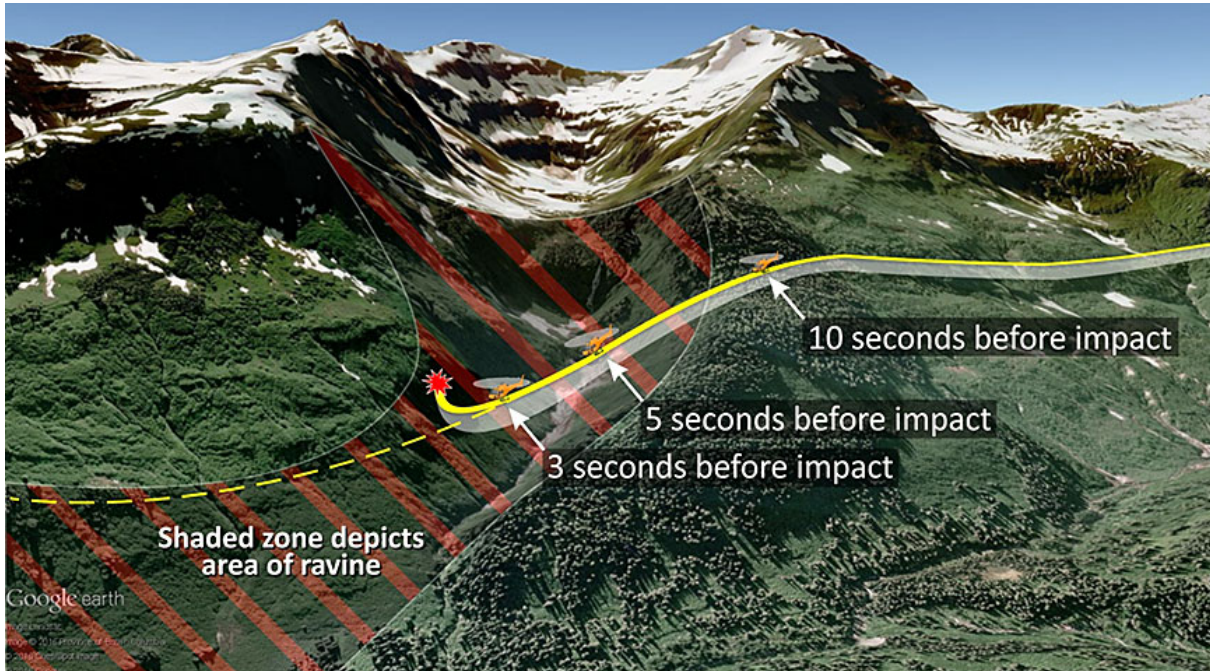 10 seconds before impact
5 seconds before impact
3 seconds before impact
Shaded zone depicts
area of ravine
Google earth